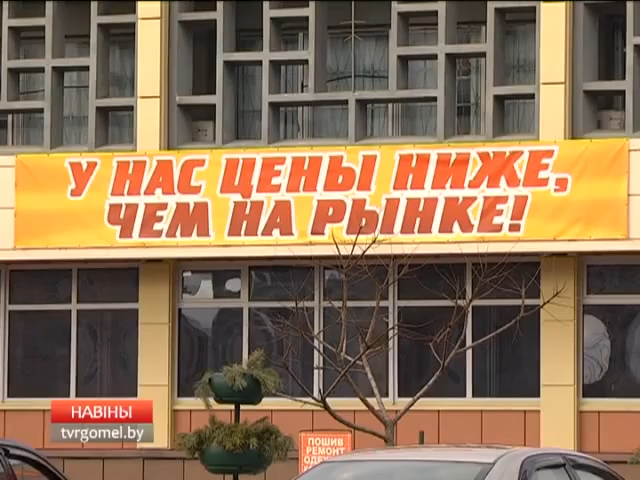 У НАС ЦЕНЫ НИЖЕ,
ЧЕМ НА РЫНКЕ!
НАВІНЫ
tvrgomel.by
ПОШИВ
РЕМОНТ